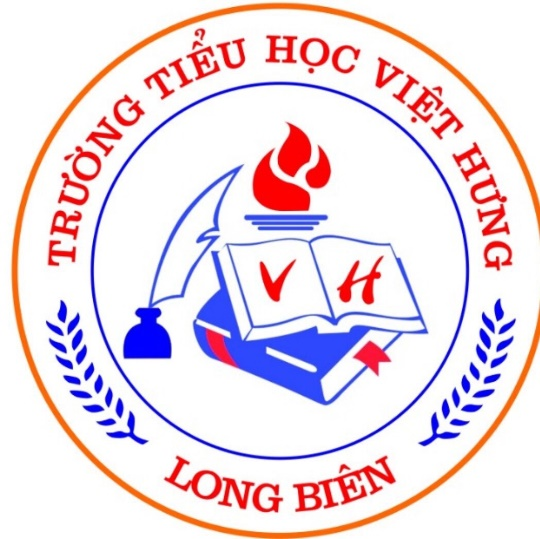 TRƯỜNG TIỂU HỌC VIỆT HƯNG
V H
LONG BIÊN